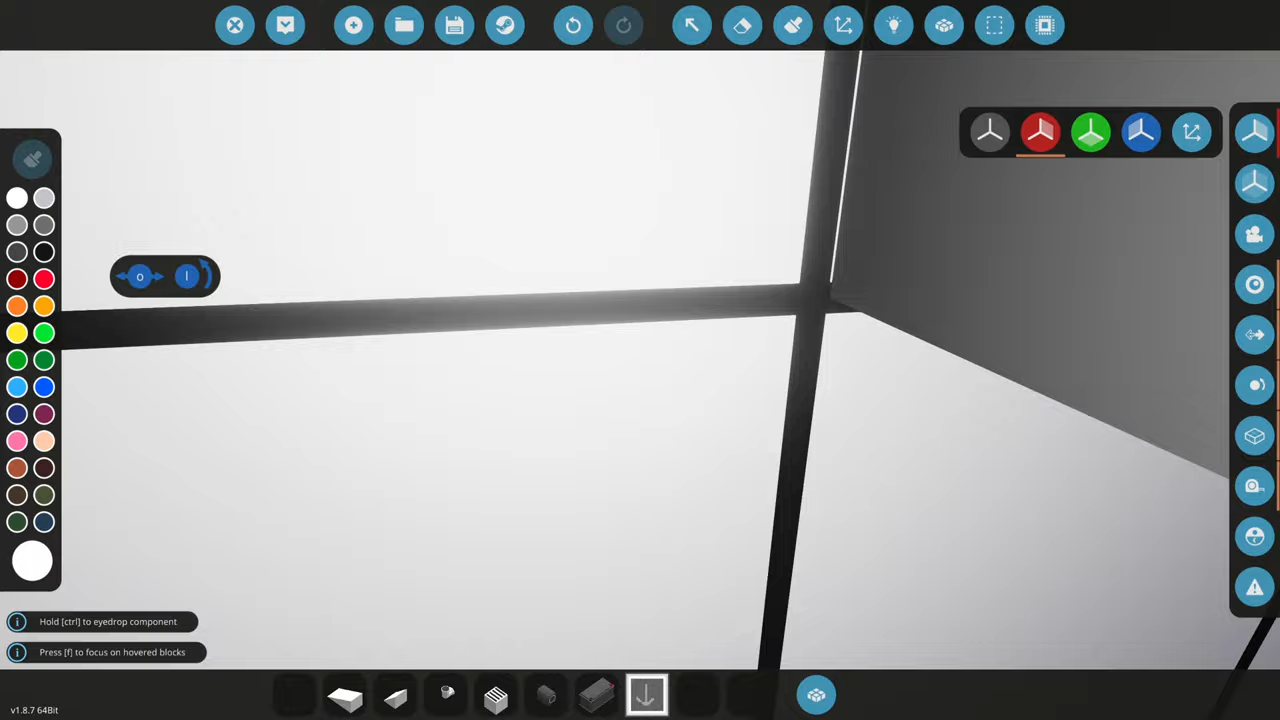 O
I
Hold [ctrl] to eyedrop component
Press [f] to focus on hovered blocks
v1.8.7 64Bit